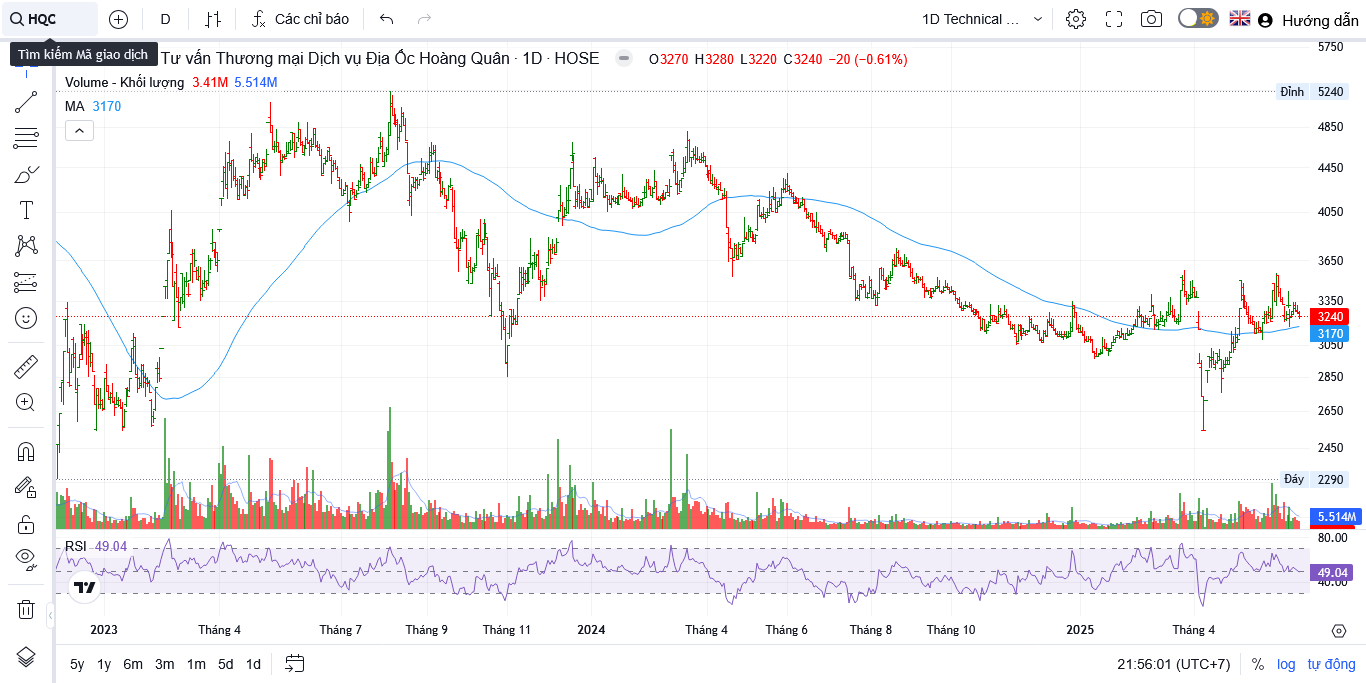 HQC D Các chỉ báo 1D Technical ... Hướng dẫn
Tìm kiếm Mã giao dịch
Tư vấn Thương mại Dịch vụ Địa Ốc Hoàng Quân · 1D · HOSE O3270 H3280 L3220 C3240 −20 (−0.61%)
Volume - Khối lượng 3.41M 5.514M
MA 3170
5750
Đỉnh 5240
4850
4450
4050
3650
3350
3240
3170
3050
2850
2650
2450
Đáy 2290
5.514M
RSI 49.04
80.00
49.04
40.00
2023 Tháng 4 Tháng 7 Tháng 9 Tháng 11 2024 Tháng 4 Tháng 6 Tháng 8 Tháng 10 2025 Tháng 4
5y 1y 6m 3m 1m 5d 1d 21:56:01 (UTC+7) % log tự động